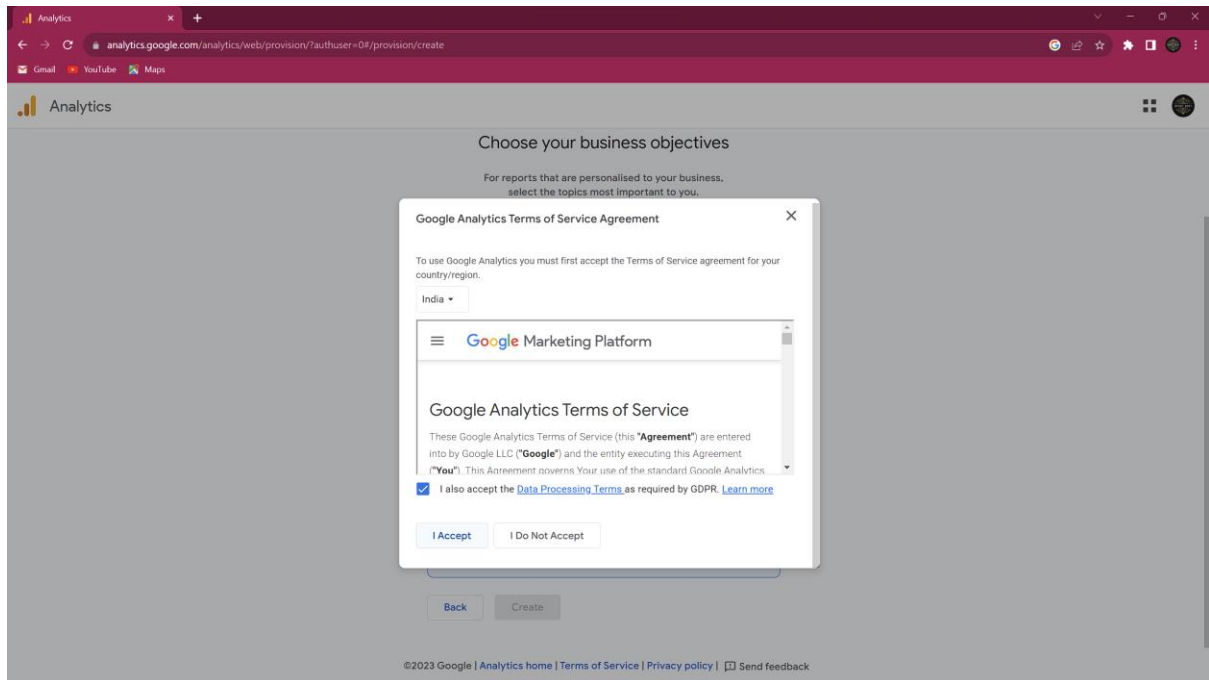 Analytics
analytics.google.com/analytics/web/provision/?authuser=0#/provision/create
Gmail YouTube Maps
Analytics
Choose your business objectives
For reports that are personalised to your business,
select the topics most important to you.
Google Analytics Terms of Service Agreement
To use Google Analytics you must first accept the Terms of Service agreement for your
country/region.
India
Google Marketing Platform
Google Analytics Terms of Service
These Google Analytics Terms of Service (this "Agreement") are entered
into by Google LLC ("Google") and the entity executing this Agreement
("You"). This Agreement governs Your use of the standard Google Analytics
I also accept the Data Processing Terms as required by GDPR. Learn more
I Accept I Do Not Accept
Back Create
©2023 Google | Analytics home | Terms of Service | Privacy policy | Send feedback